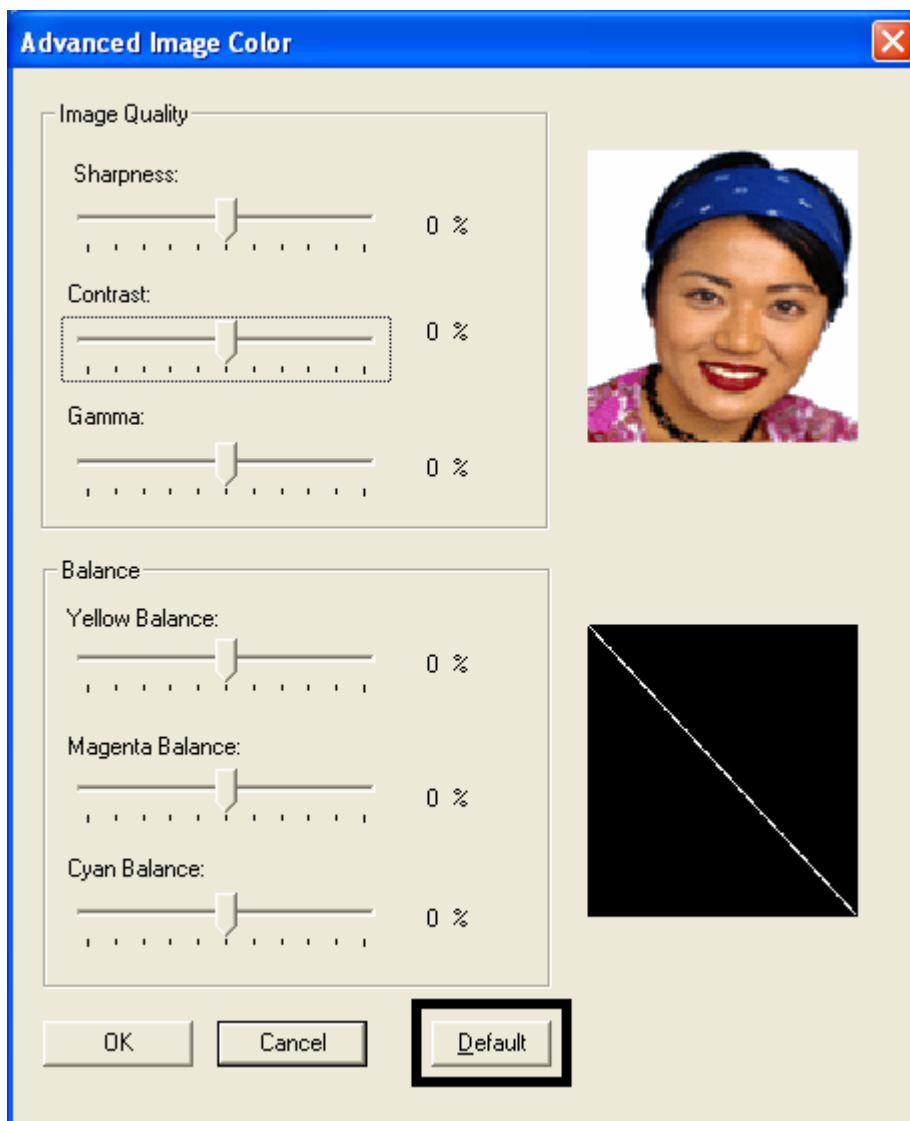 Advanced Image Color
Image Quality
Sharpness:
0 %
Contrast:
0 %
Gamma:
0 %
Balance
Yellow Balance:
0 %
Magenta Balance:
0 %
Cyan Balance:
0 %
OK
Cancel
Default